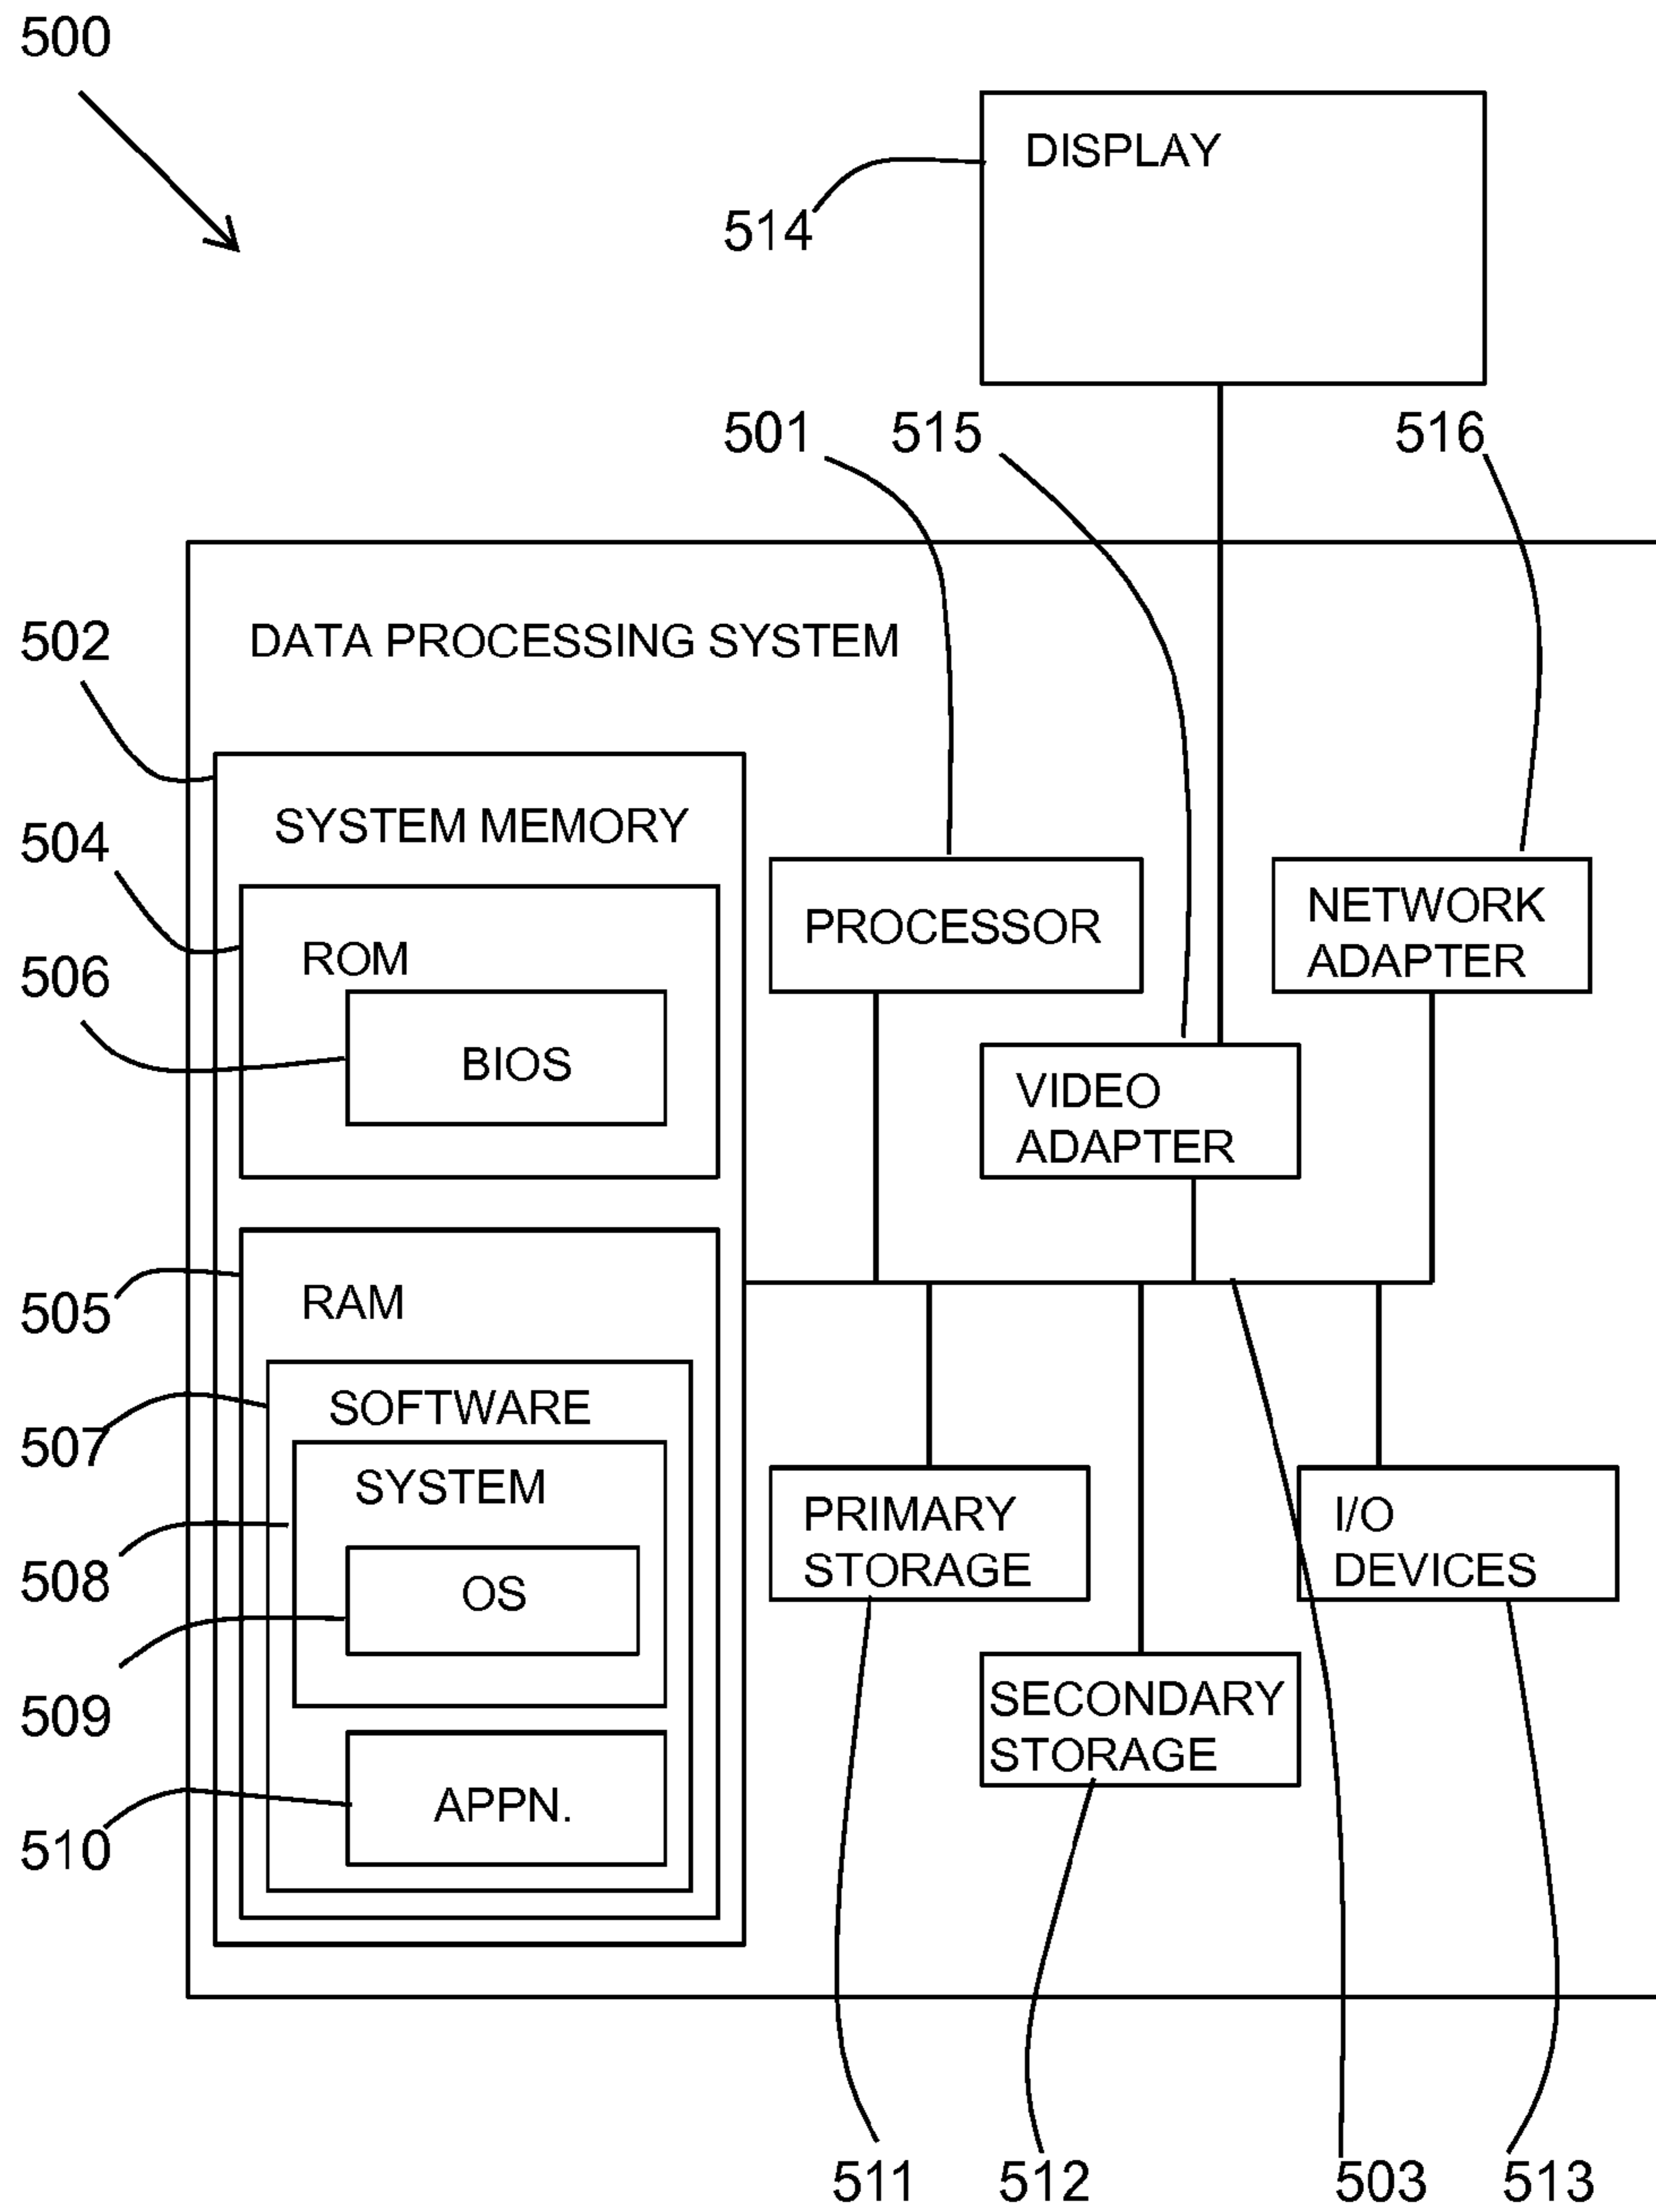 500
DISPLAY
514
501
515
516
502
DATA PROCESSING SYSTEM
SYSTEM MEMORY
504
PROCESSOR
NETWORK
ADAPTER
ROM
506
BIOS
VIDEO
ADAPTER
505
RAM
SOFTWARE
507
SYSTEM
PRIMARY
STORAGE
I/O
DEVICES
508
OS
509
SECONDARY
STORAGE
APPN.
510
511
512
503
513